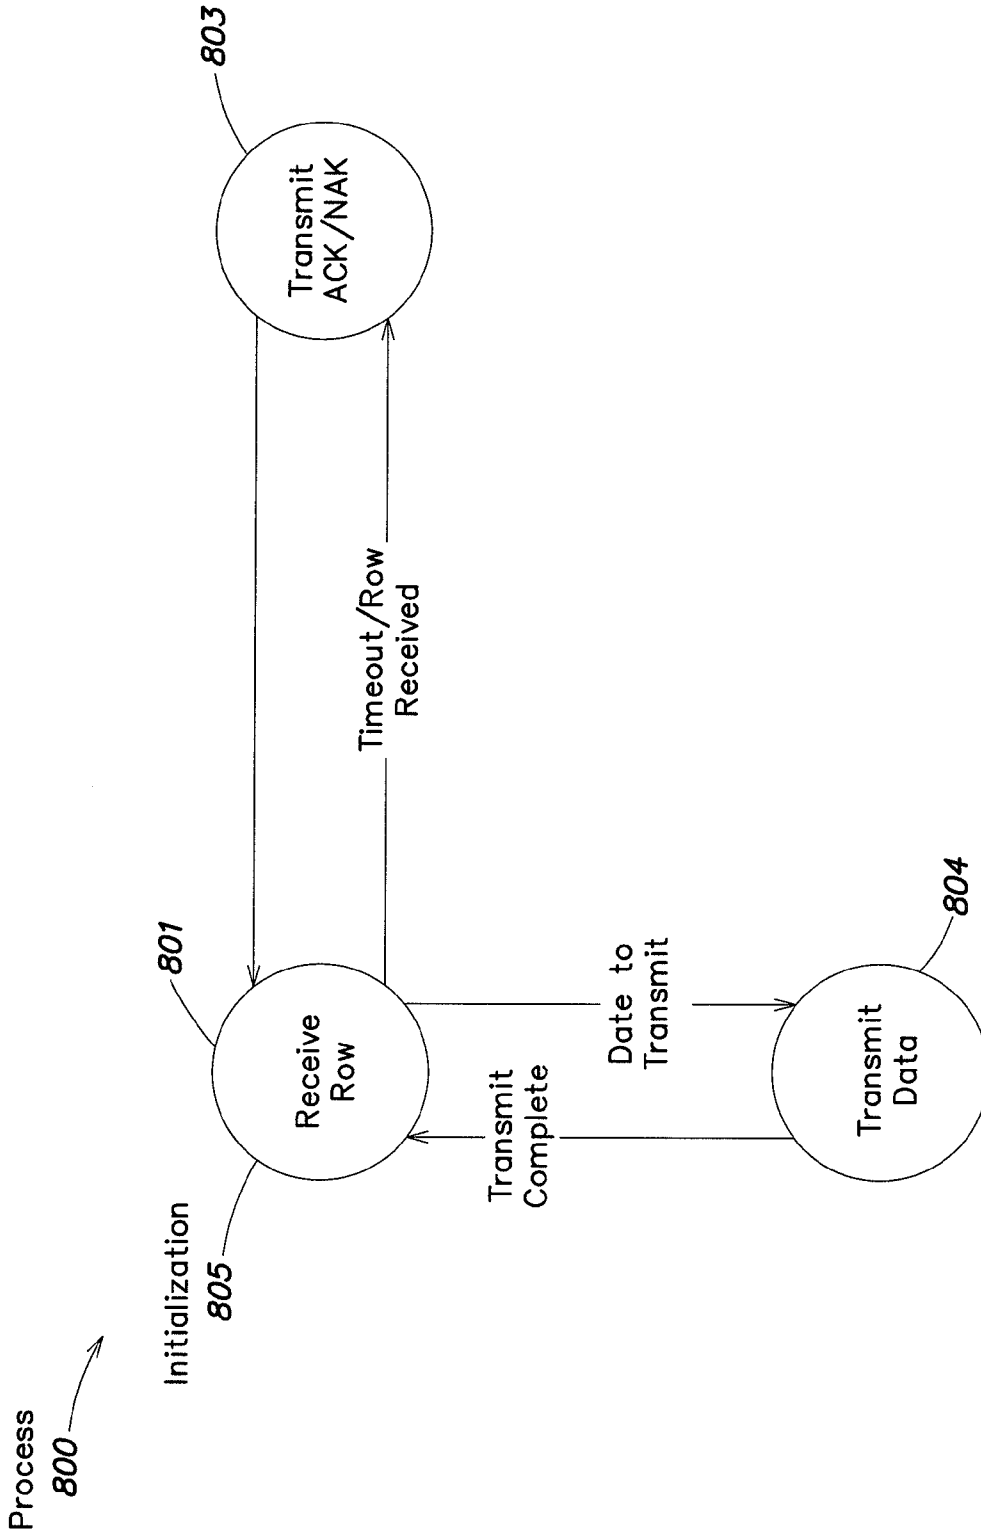 Process
800
Initialization
805
801
Receive
Row
803
Transmit
ACK/NAK
Timeout/Row
Received
Transmit
Complete
Date to
Transmit
Transmit
Data
804